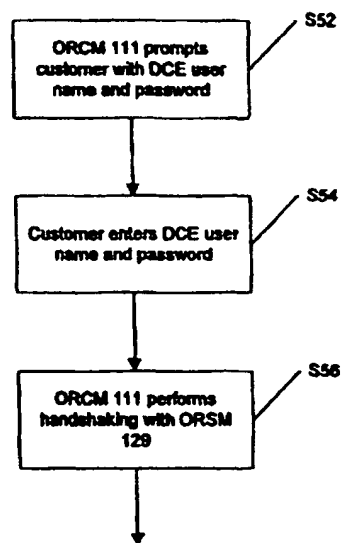 S52
ORCM 111 prompts
customer with DCE user
name and password
S54
Customer enters DCE user
name and password
S56
ORCM 111 performs
handshaking with ORSM
129